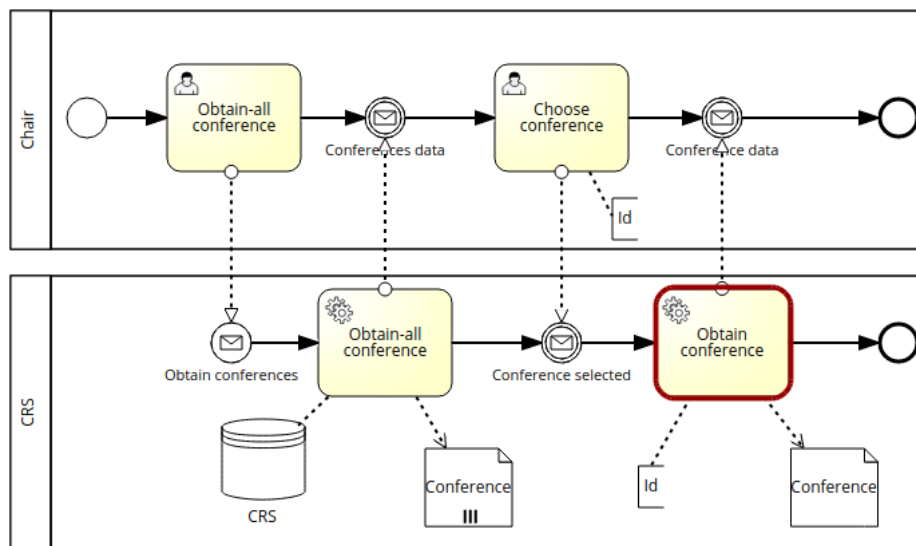 Chair
Obtain-all
conference
Conferences data
Choose
conference
Conference data
Id
CRS
Obtain conferences
Obtain-all
conference
Conference selected
Obtain
conference
CRS
Conference
Id
Conference